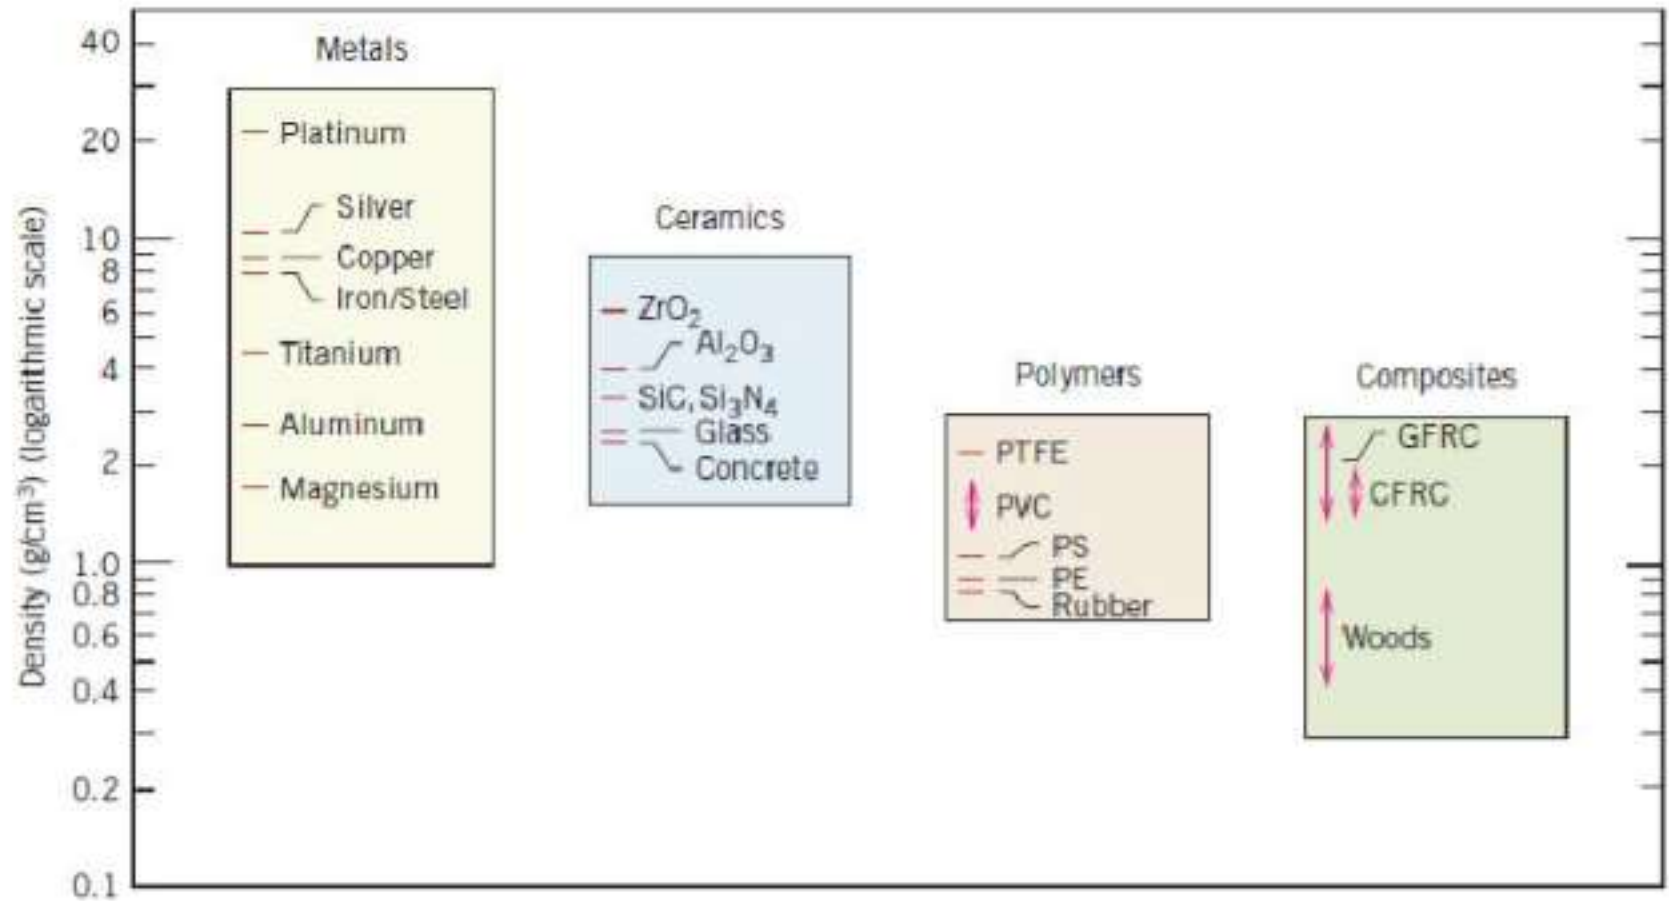 Density (g/cm³) (logarithmic scale)
40
20
10
8
6
4
2
1.0
0.8
0.6
0.4
0.2
0.1
Metals
Platinum
Silver
Copper
Iron/Steel
Titanium
Aluminum
Magnesium
Ceramics
ZrO₂
Al₂O₃
SiC, Si₃N₄
Glass
Concrete
Polymers
PTFE
PVC
PS
PE
Rubber
Composites
GFRC
CFRC
Woods